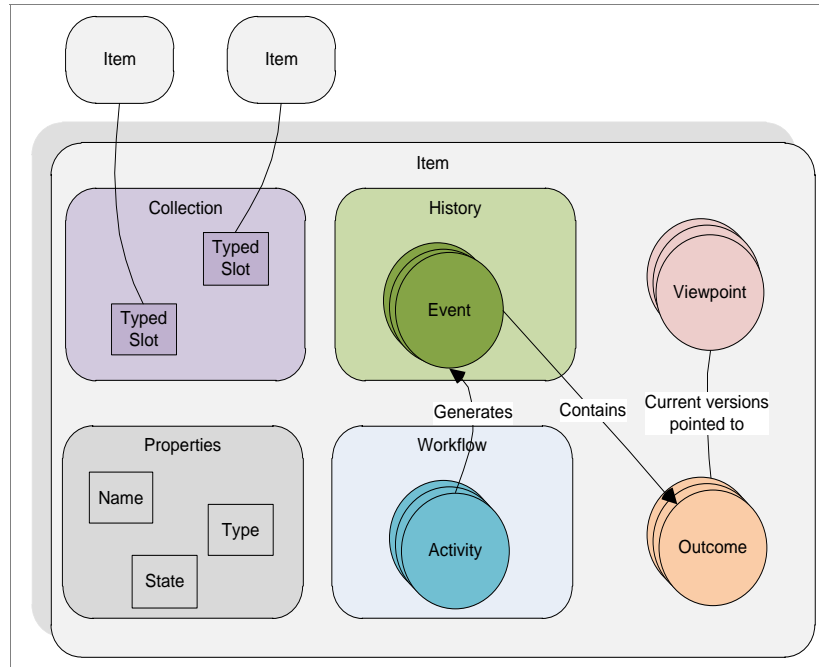 Item
Item
Item
Collection
Typed
Slot
Typed
Slot
History
Event
Viewpoint
Generates
Contains
Current versions
pointed to
Properties
Name
Type
State
Workflow
Activity
Outcome